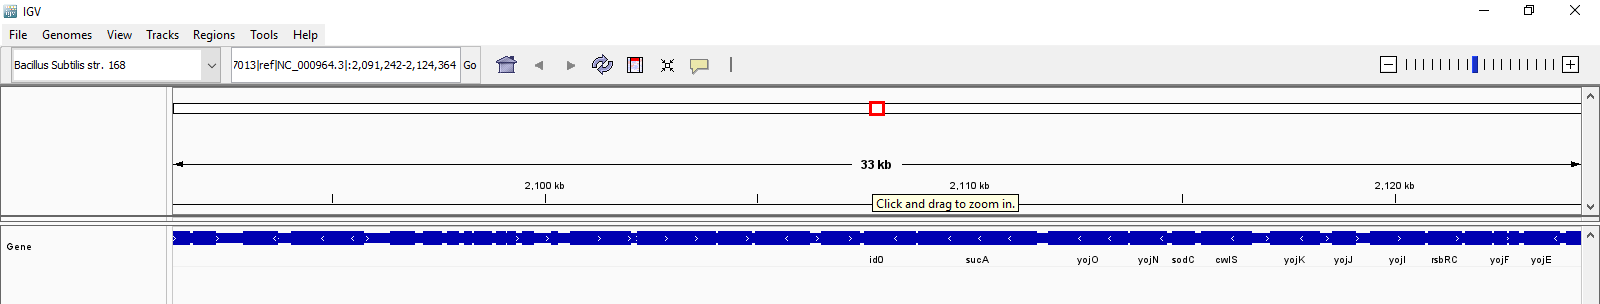 IGV
File Genomes View Tracks Regions Tools Help
Bacillus Subtilis str. 168 7013|ref|NC_000964.3|:2,091,242-2,124,364 Go
33 kb
2,100 kb 2,110 kb 2,120 kb
Click and drag to zoom in.
Gene
id0 sucA yojO yojN sodC cwlS yojK yojJ yojI rsbRC yojF yojE